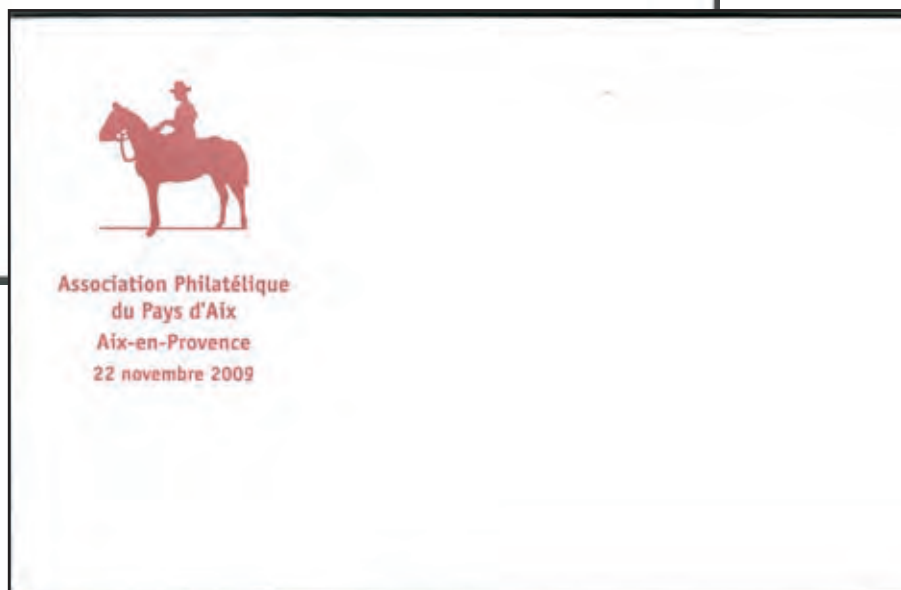 Association Philatélique
du Pays d'Aix
Aix-en-Provence
22 novembre 2009